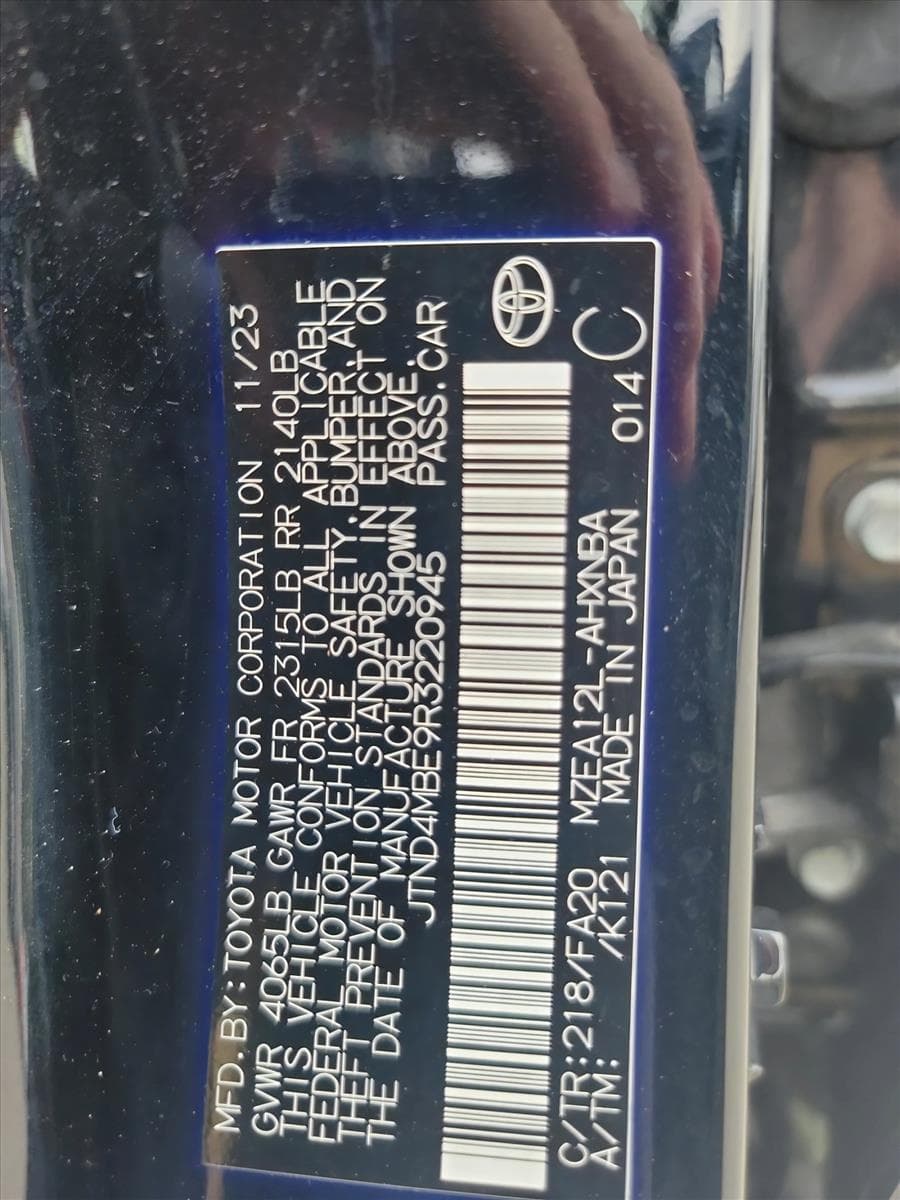 MFD.BY:TOYOTA MOTOR CORPORATION 11/23
GVWR 4065LB GAWR FR 2315LB RR 2140LB
THIS VEHICLE CONFORMS TO ALL APPLICABLE
FEDERAL MOTOR VEHICLE SAFETY,BUMPER,AND
THEFT PREVENTION STANDARDS IN EFFECT ON
THE DATE OF MANUFACTURE SHOWN ABOVE.
JTND4MBE9R3220945 PASS.CAR
C/TR:218/FA20 MZEA12L-AHXNBA
A/TM: /K121 MADE IN JAPAN 014 C